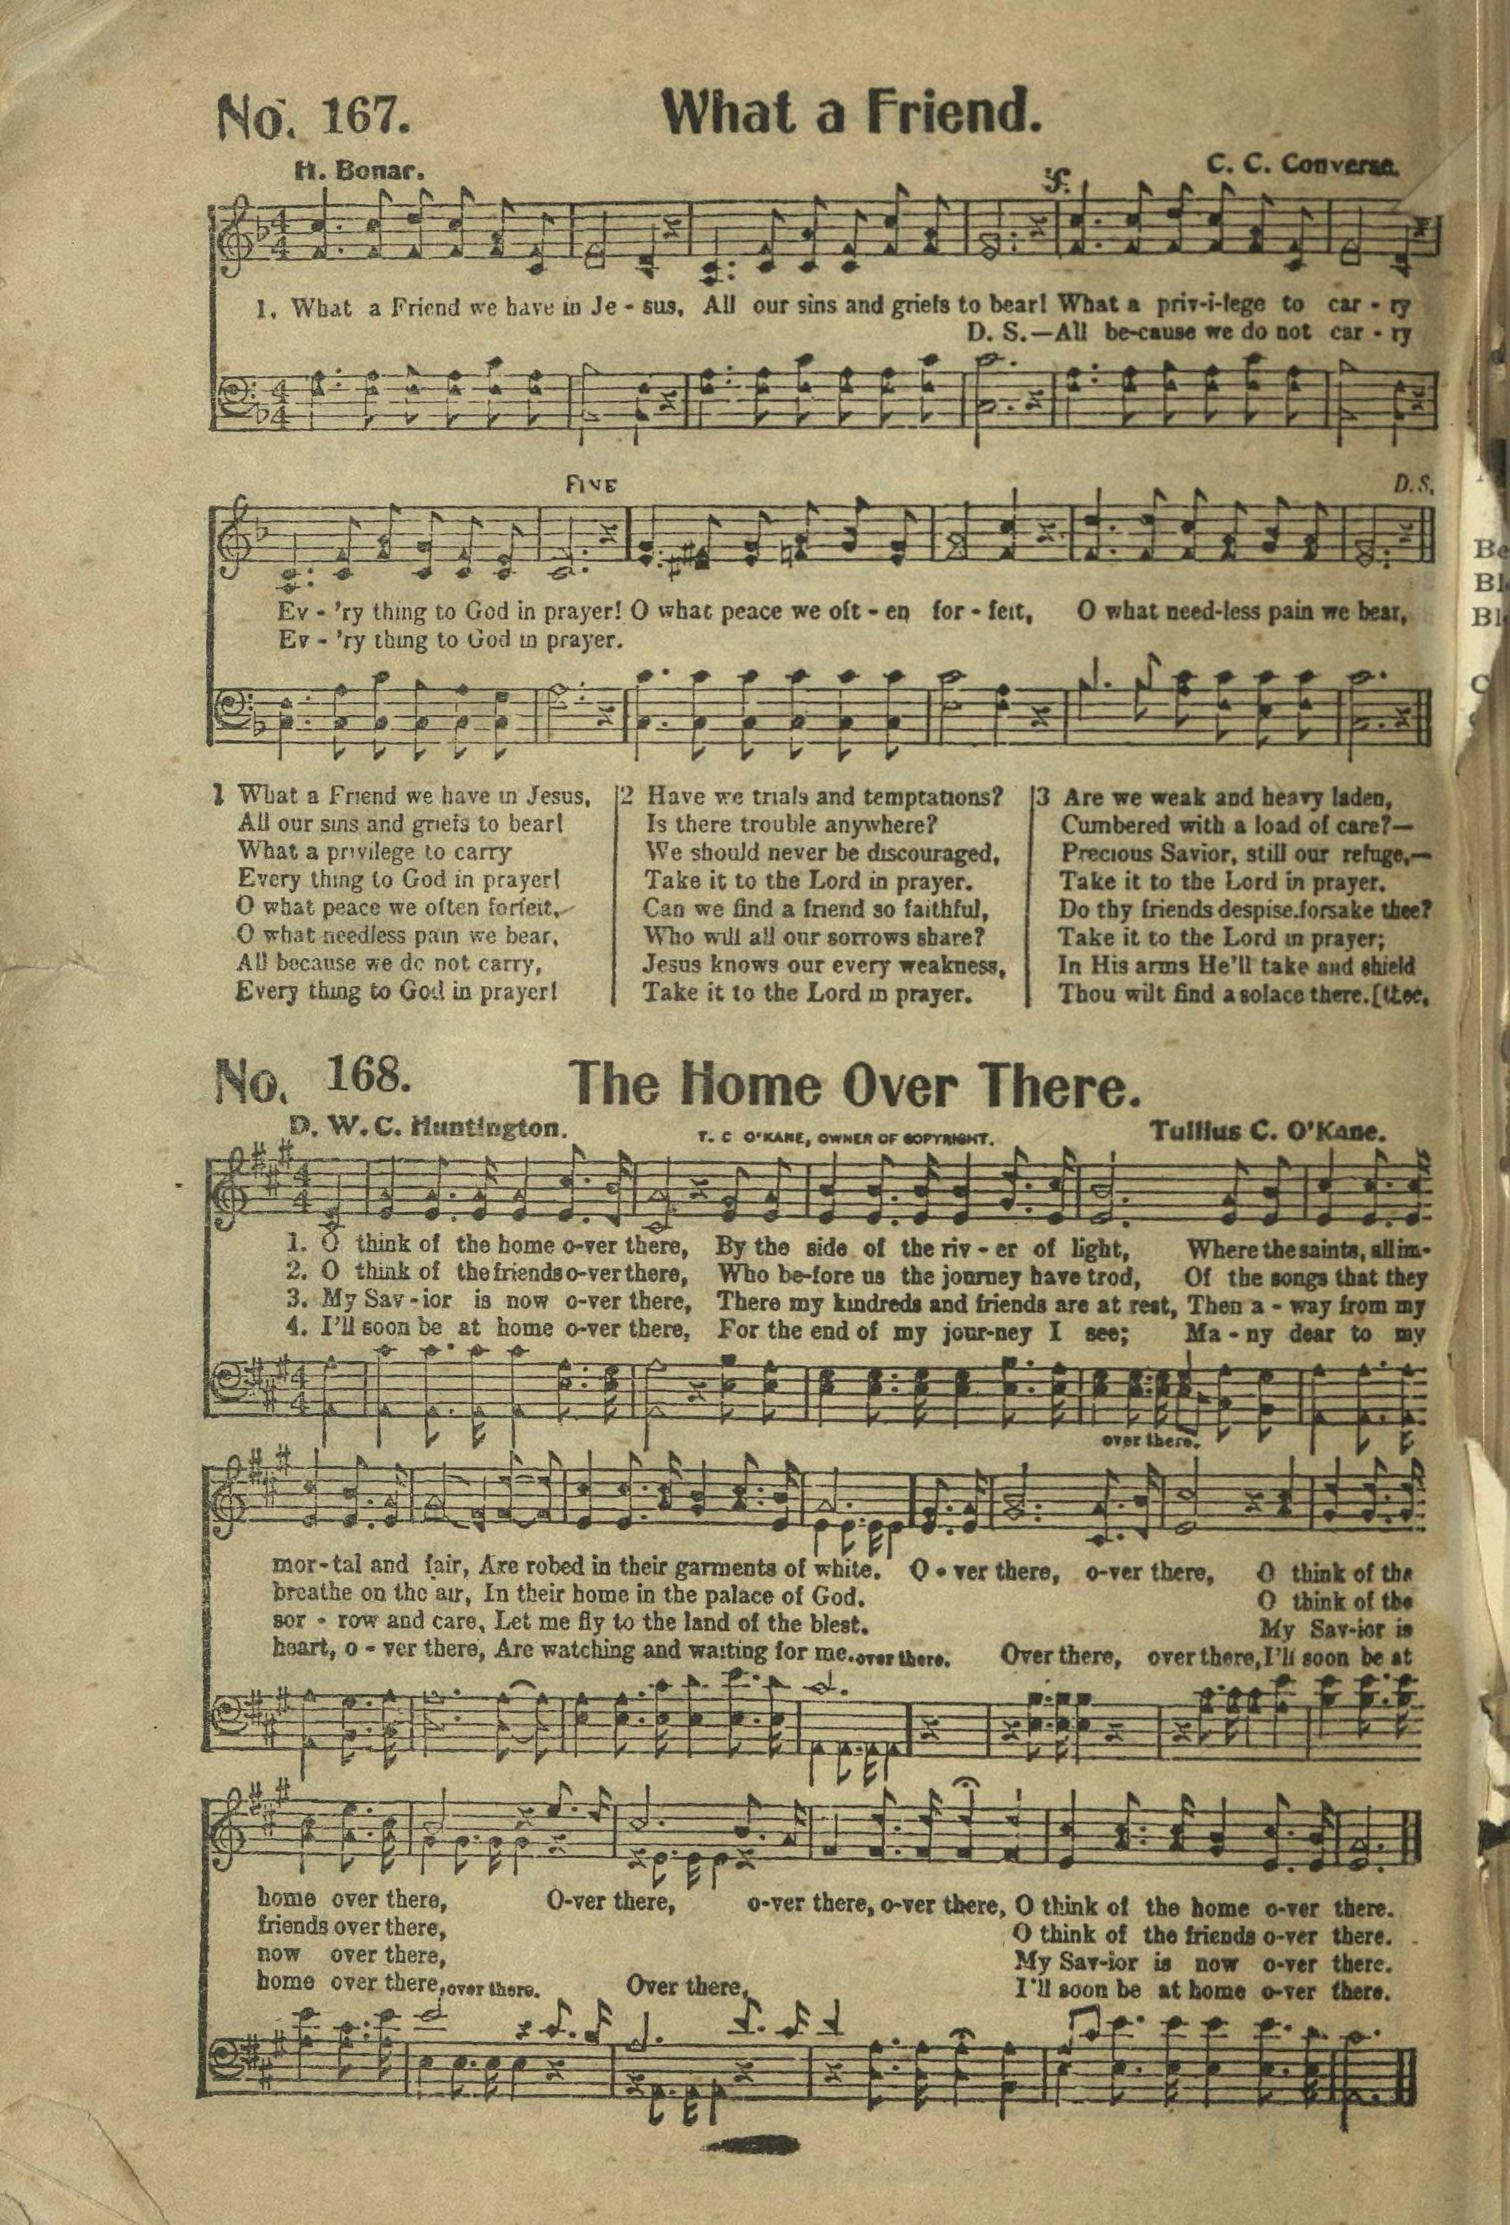 No. 167. What a Friend.
H. Bonar. C. C. Converse.
1. What a Friend we have in Je - sus, All our sins and griefs to bear! What a priv-i-lege to car - ry
D. S.—All be-cause we do not car - ry
FINE D.S.
Ev - 'ry thing to God in prayer! O what peace we oft - en for - feit, O what need-less pain we bear,
Ev - 'ry thing to God in prayer.
1 What a Friend we have in Jesus,
All our sins and griefs to bear!
What a privilege to carry
Every thing to God in prayer!
O what peace we often forfeit,
O what needless pain we bear,
All because we do not carry,
Every thing to God in prayer!
2 Have we trials and temptations?
Is there trouble anywhere?
We should never be discouraged,
Take it to the Lord in prayer.
Can we find a friend so faithful,
Who will all our sorrows share?
Jesus knows our every weakness,
Take it to the Lord in prayer.
3 Are we weak and heavy laden,
Cumbered with a load of care?—
Precious Savior, still our refuge,—
Take it to the Lord in prayer.
Do thy friends despise.forsake thee?
Take it to the Lord in prayer;
In His arms He'll take and shield
Thou wilt find a solace there. [thee,
No. 168. The Home Over There.
D. W. C. Huntington. T. C O'KANE, OWNER OF COPYRIGHT. Tullius C. O'Kane.
1. O think of the home o-ver there, By the side of the riv - er of light, Where the saints, all im-
2. O think of the friends o-ver there, Who be-fore us the journey have trod, Of the songs that they
3. My Sav - ior is now o-ver there, There my kindreds and friends are at rest, Then a - way from my
4. I'll soon be at home o-ver there, For the end of my jour-ney I see; Ma - ny dear to my
over there.
mor-tal and fair, Are robed in their garments of white. O - ver there, o-ver there, O think of the
breathe on the air, In their home in the palace of God. O think of the
sor - row and care, Let me fly to the land of the blest. My Sav-ior is
heart, o - ver there, Are watching and waiting for me. over there. Over there, over there, I'll soon be at
home over there, O-ver there, o-ver there, o-ver there, O think of the home o-ver there.
friends over there, O think of the friends o-ver there.
now over there, My Sav-ior is now o-ver there.
home over there, over there. Over there, I'll soon be at home o-ver there.